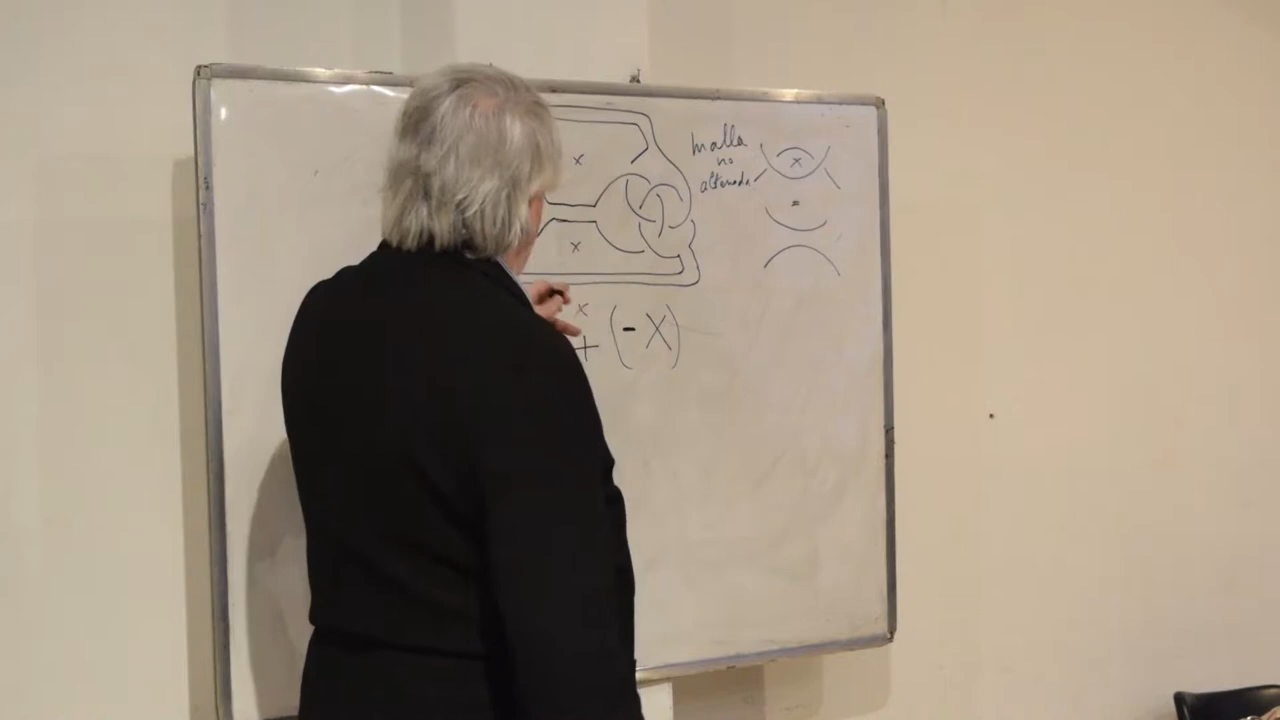 malla
no
alternada
x
x
x
=
x
+ (-X)